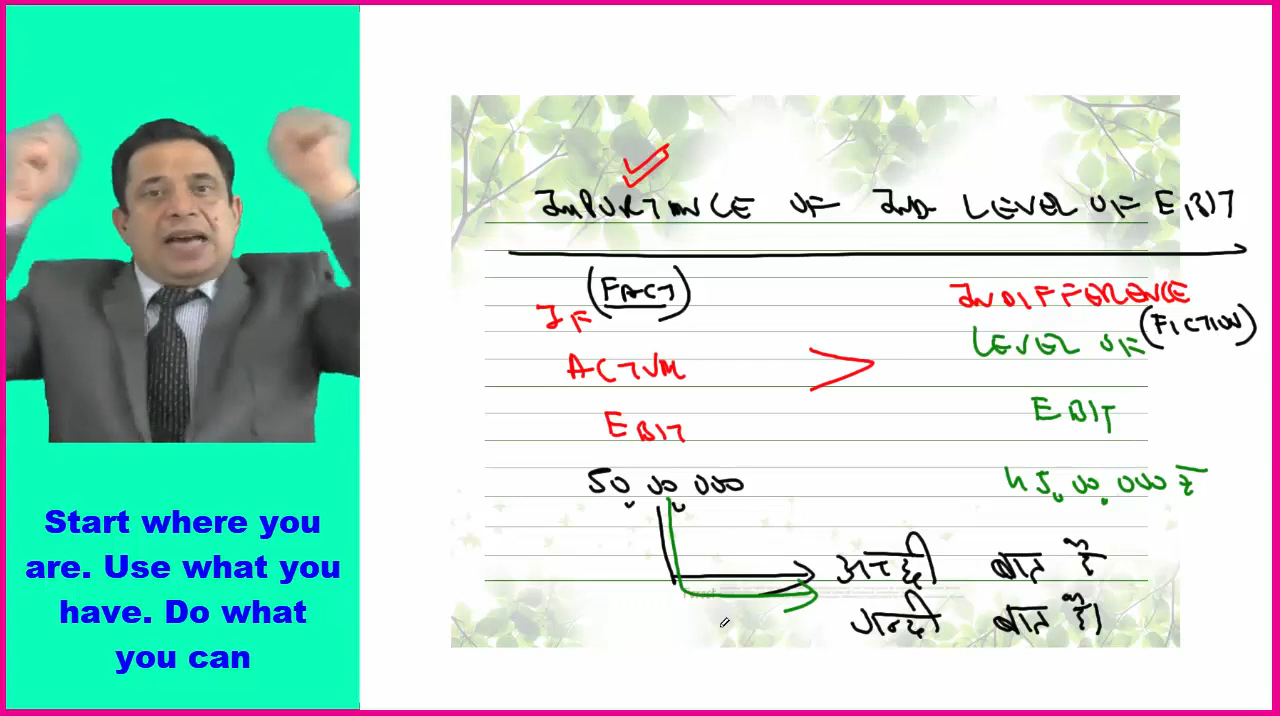 Start where you
are. Use what you
have. Do what
you can
IMPORTANCE OF IND LEVEL OF EBIT
(FACT)
IF
ACTUAL
EBIT
>
INDIFFERENCE
LEVEL OF (FICTION)
EBIT
50,00,000
45,00,000 ₹
अच्छी बात है
गन्दी बात है।